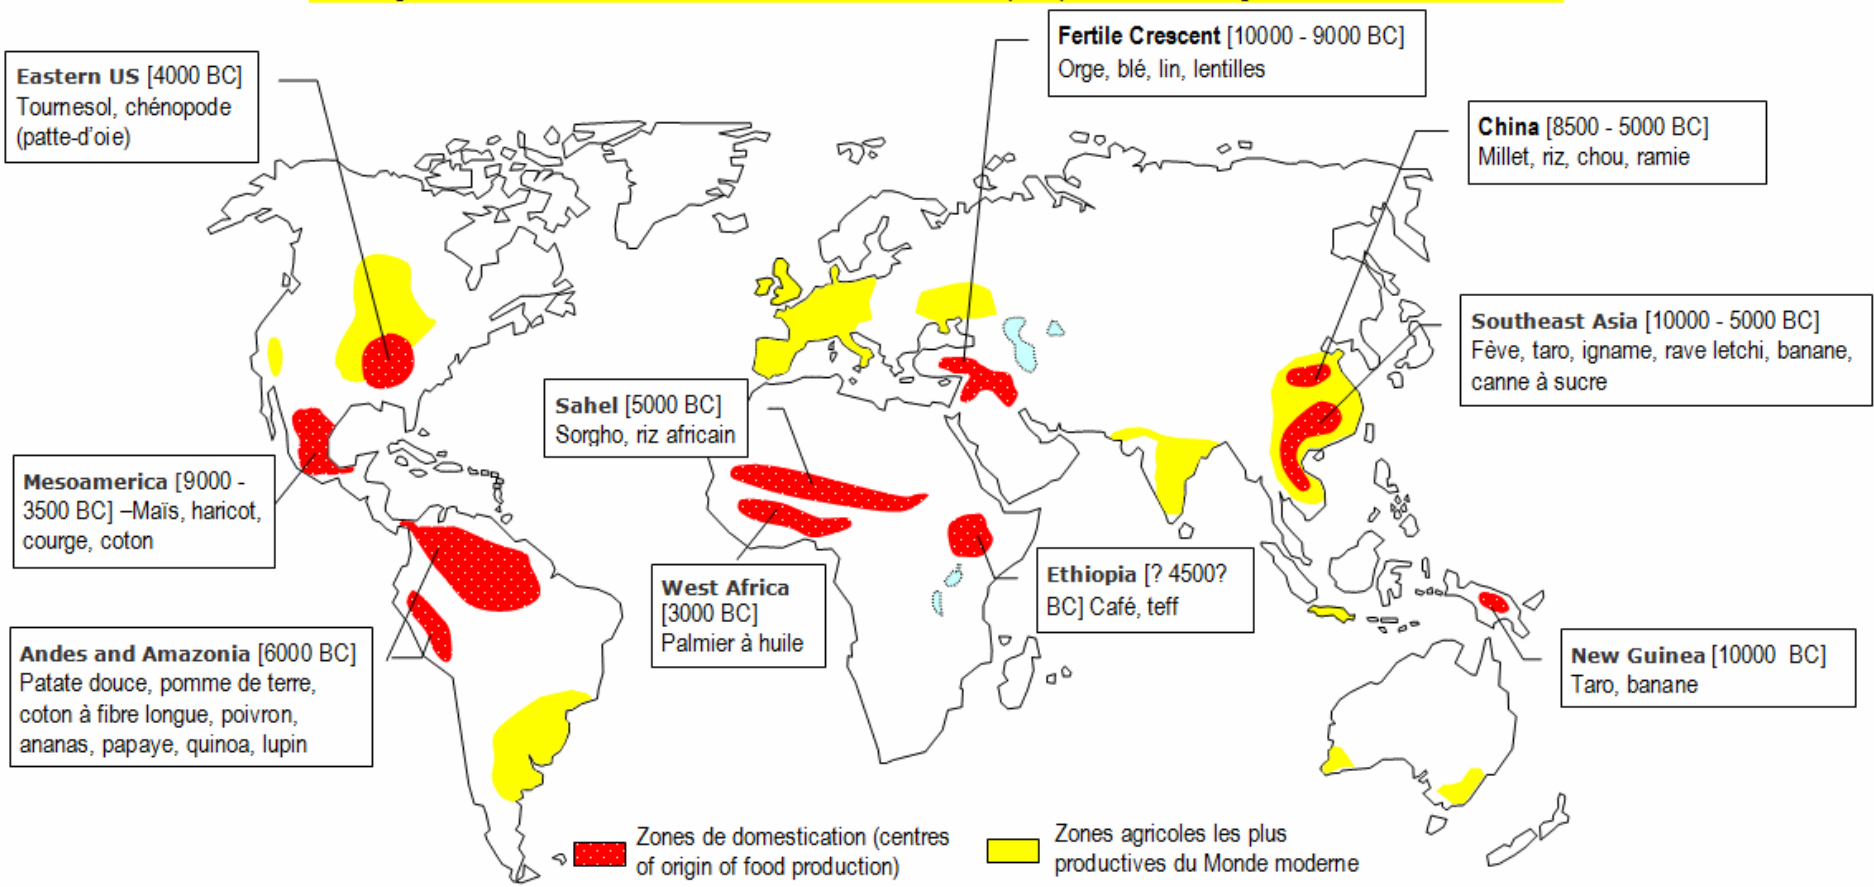 Eastern US [4000 BC]
Tournesol, chénopode
(patte-d'oie)
Fertile Crescent [10000 - 9000 BC]
Orge, blé, lin, lentilles
China [8500 - 5000 BC]
Millet, riz, chou, ramie
Southeast Asia [10000 - 5000 BC]
Fève, taro, igname, rave letchi, banane,
canne à sucre
Sahel [5000 BC]
Sorgho, riz africain
Mesoamerica [9000 -
3500 BC] –Maïs, haricot,
courge, coton
West Africa
[3000 BC]
Palmier à huile
Ethiopia [? 4500?
BC] Café, teff
Andes and Amazonia [6000 BC]
Patate douce, pomme de terre,
coton à fibre longue, poivron,
ananas, papaye, quinoa, lupin
New Guinea [10000 BC]
Taro, banane
Zones de domestication (centres
of origin of food production)
Zones agricoles les plus
productives du Monde moderne